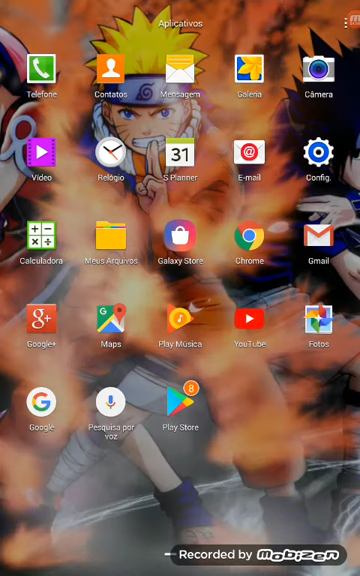 Aplicativos
Telefone
Contatos
Mensagem
Galeria
Câmera
31
Vídeo
Relógio
S Planner
E-mail
Config.
Calculadora
Meus Arquivos
Galaxy Store
Chrome
Gmail
Google+
Maps
Play Música
YouTube
Fotos
8
Google
Pesquisa por
voz
Play Store
Recorded by Mobizen